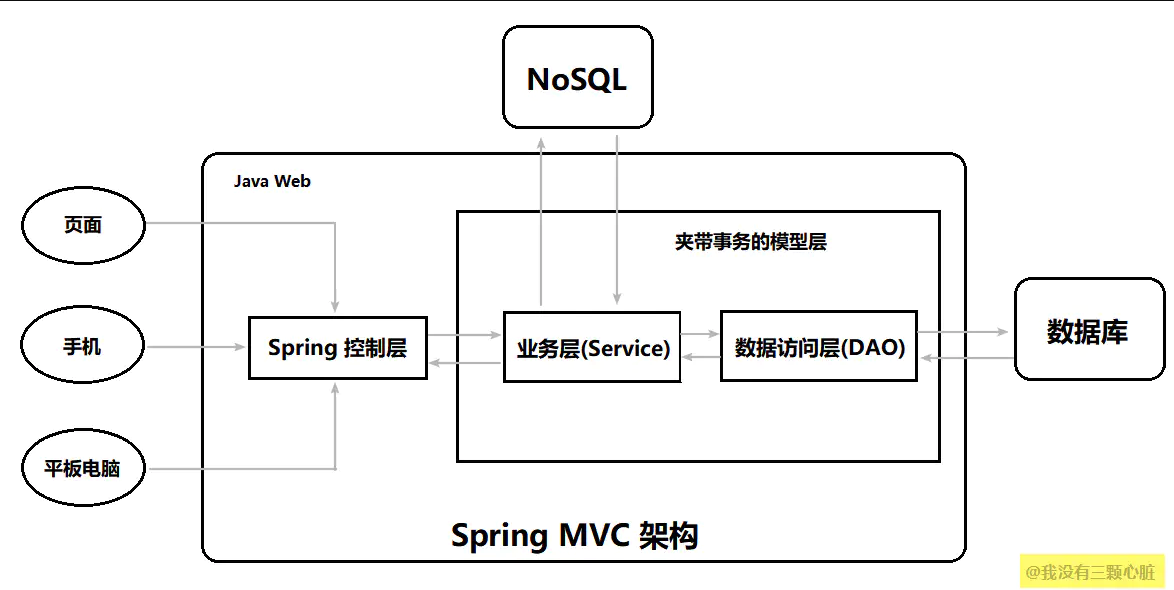 NoSQL
Java Web
页面
夹带事务的模型层
手机
Spring 控制层
业务层(Service)
数据访问层(DAO)
数据库
平板电脑
Spring MVC 架构
@我没有三颗心脏